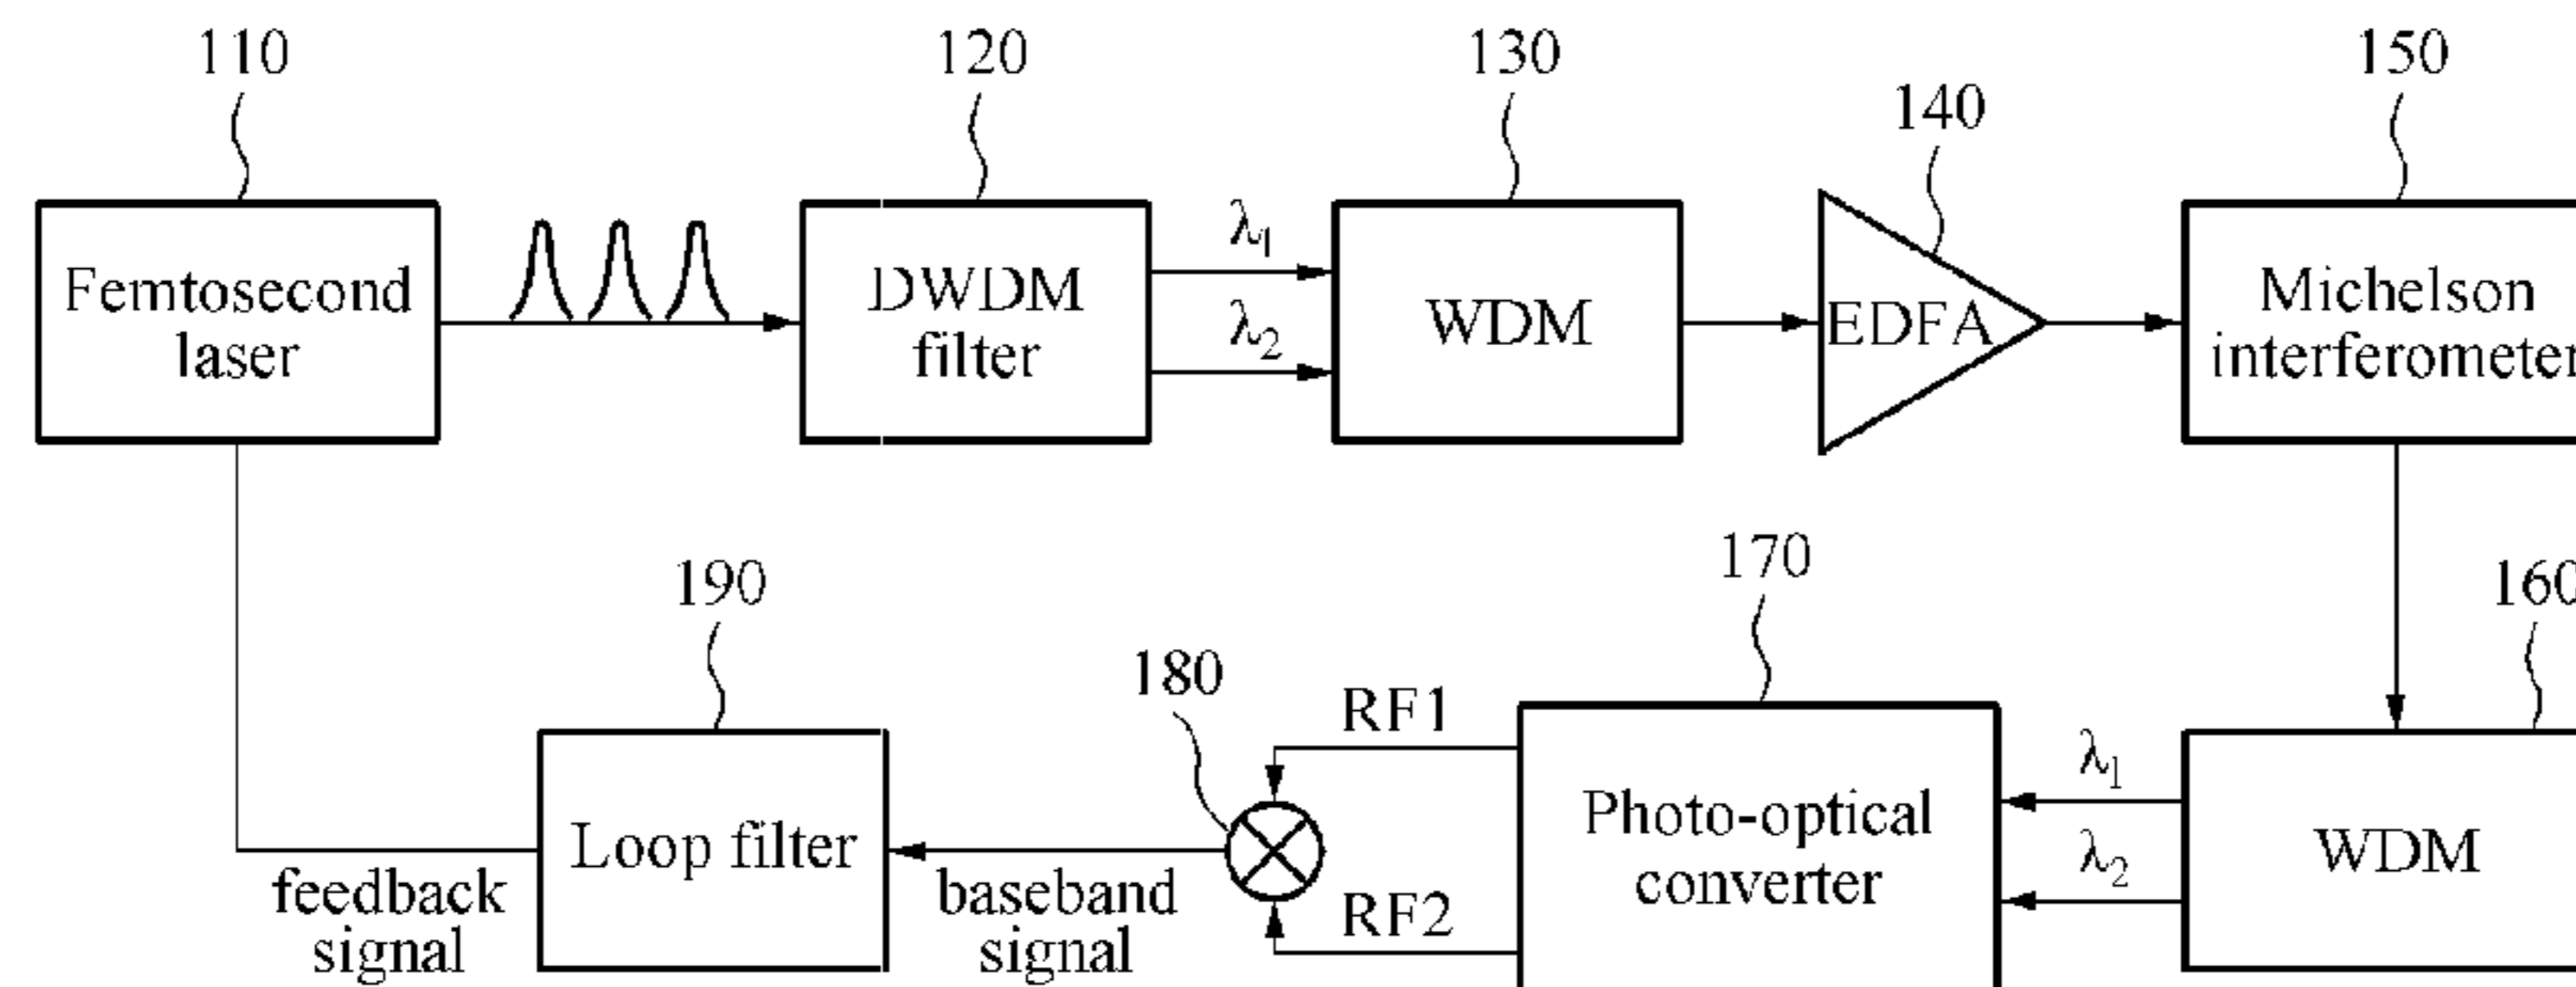 110
120
130
140
150
Femtosecond
laser
DWDM
filter
λ1
λ2
WDM
EDFA
Michelson
interferometer
160
170
180
190
WDM
λ1
λ2
Photo-optical
converter
RF1
RF2
baseband
signal
Loop filter
feedback
signal